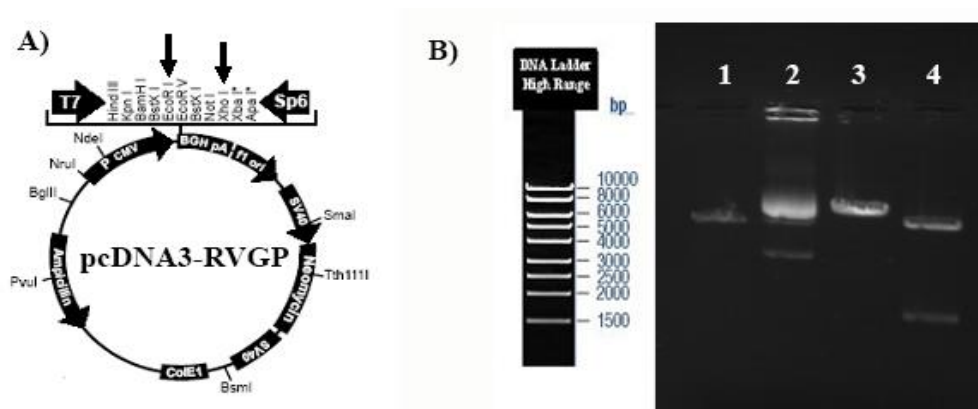 A)
T7
Hind III
Kpn I
BamH I
BstX I
EcoR I
EcoR V
BstX I
Not I
Xho I
Xba I*
Apa I*
Sp6
NdeI
NruI
BglII
PvuI
P CMV
BGH pA
f1 ori
SV40
SmaI
Neomycin
Tth111I
SV40
BsmI
ColE1
Ampicillin
pcDNA3-RVGP
B)
DNA Ladder
High Range
bp_
10000
8000
6000
5000
4000
3000
2500
2000
1500
1 2 3 4